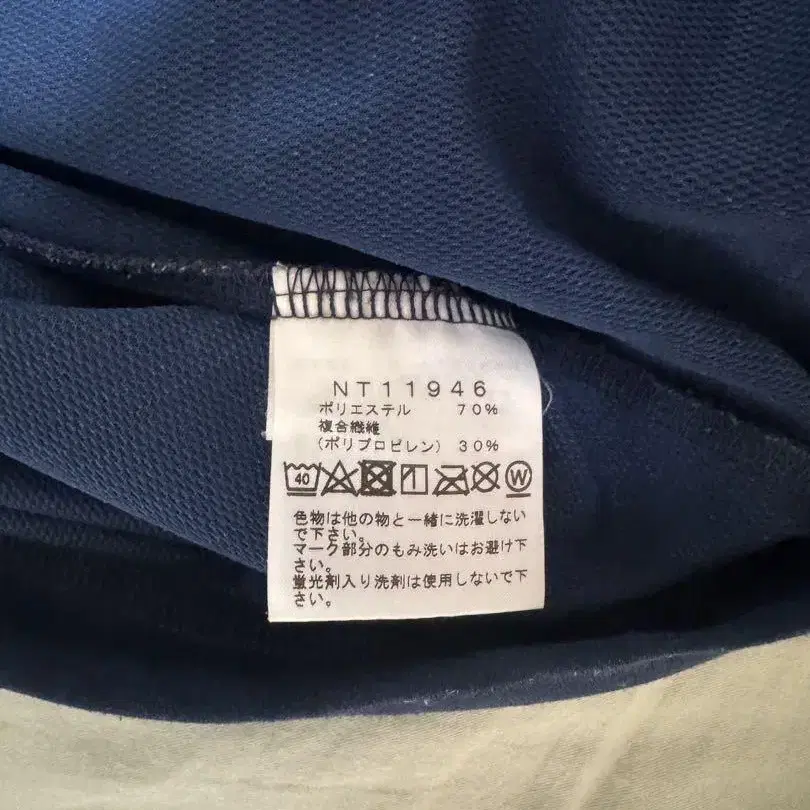 NT11946
ポリエステル 70%
複合繊維
(ポリプロピレン) 30%
40 W
色物は他の物と一緒に洗濯しない
で下さい。
マーク部分のもみ洗いはお避け下
さい。
蛍光剤入り洗剤は使用しないで下
さい。